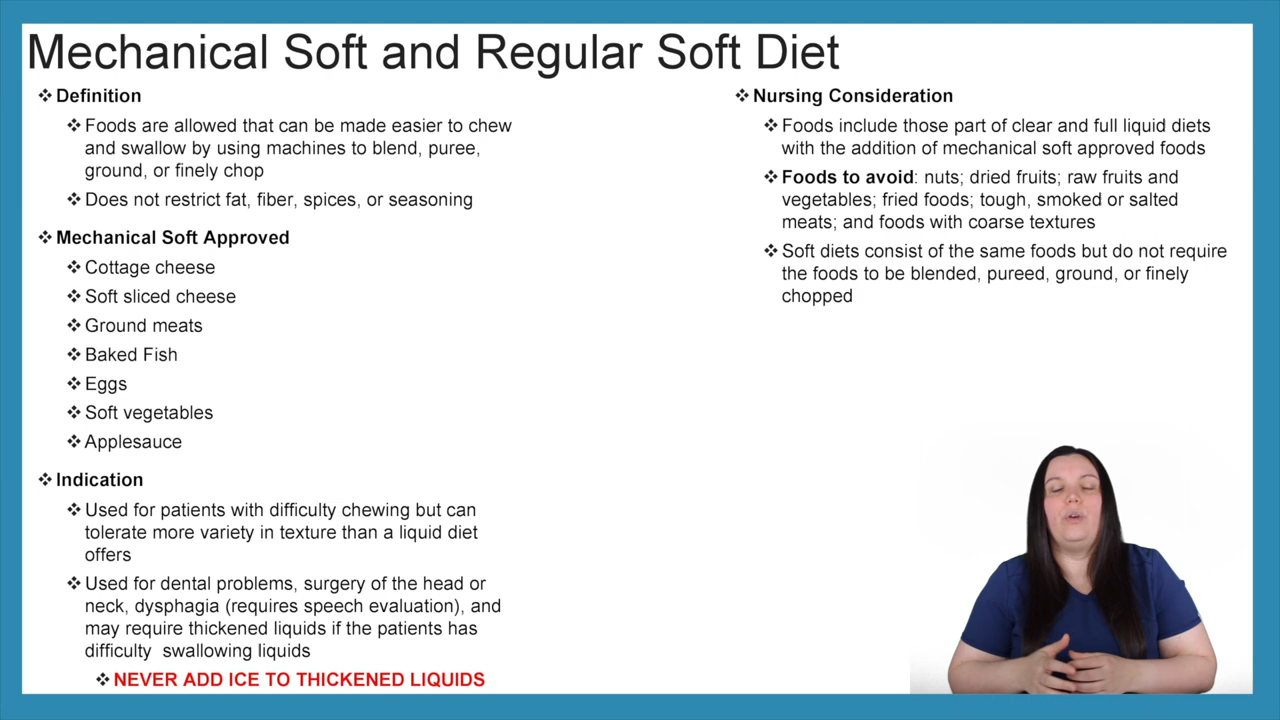 Mechanical Soft and Regular Soft Diet
❖ Definition
❖ Foods are allowed that can be made easier to chew
and swallow by using machines to blend, puree,
ground, or finely chop
❖ Does not restrict fat, fiber, spices, or seasoning
❖ Mechanical Soft Approved
❖ Cottage cheese
❖ Soft sliced cheese
❖ Ground meats
❖ Baked Fish
❖ Eggs
❖ Soft vegetables
❖ Applesauce
❖ Indication
❖ Used for patients with difficulty chewing but can
tolerate more variety in texture than a liquid diet
offers
❖ Used for dental problems, surgery of the head or
neck, dysphagia (requires speech evaluation), and
may require thickened liquids if the patients has
difficulty swallowing liquids
❖ NEVER ADD ICE TO THICKENED LIQUIDS
❖ Nursing Consideration
❖ Foods include those part of clear and full liquid diets
with the addition of mechanical soft approved foods
❖ Foods to avoid: nuts; dried fruits; raw fruits and
vegetables; fried foods; tough, smoked or salted
meats; and foods with coarse textures
❖ Soft diets consist of the same foods but do not require
the foods to be blended, pureed, ground, or finely
chopped